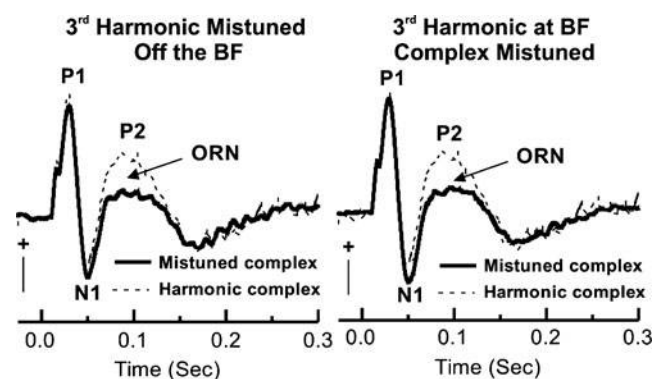 3rd Harmonic Mistuned
Off the BF
P1
P2
ORN
+
Mistuned complex
Harmonic complex
N1
0.0 0.1 0.2 0.3
Time (Sec)
3rd Harmonic at BF
Complex Mistuned
P1
P2
ORN
+
Mistuned complex
Harmonic complex
N1
0.0 0.1 0.2 0.3
Time (Sec)